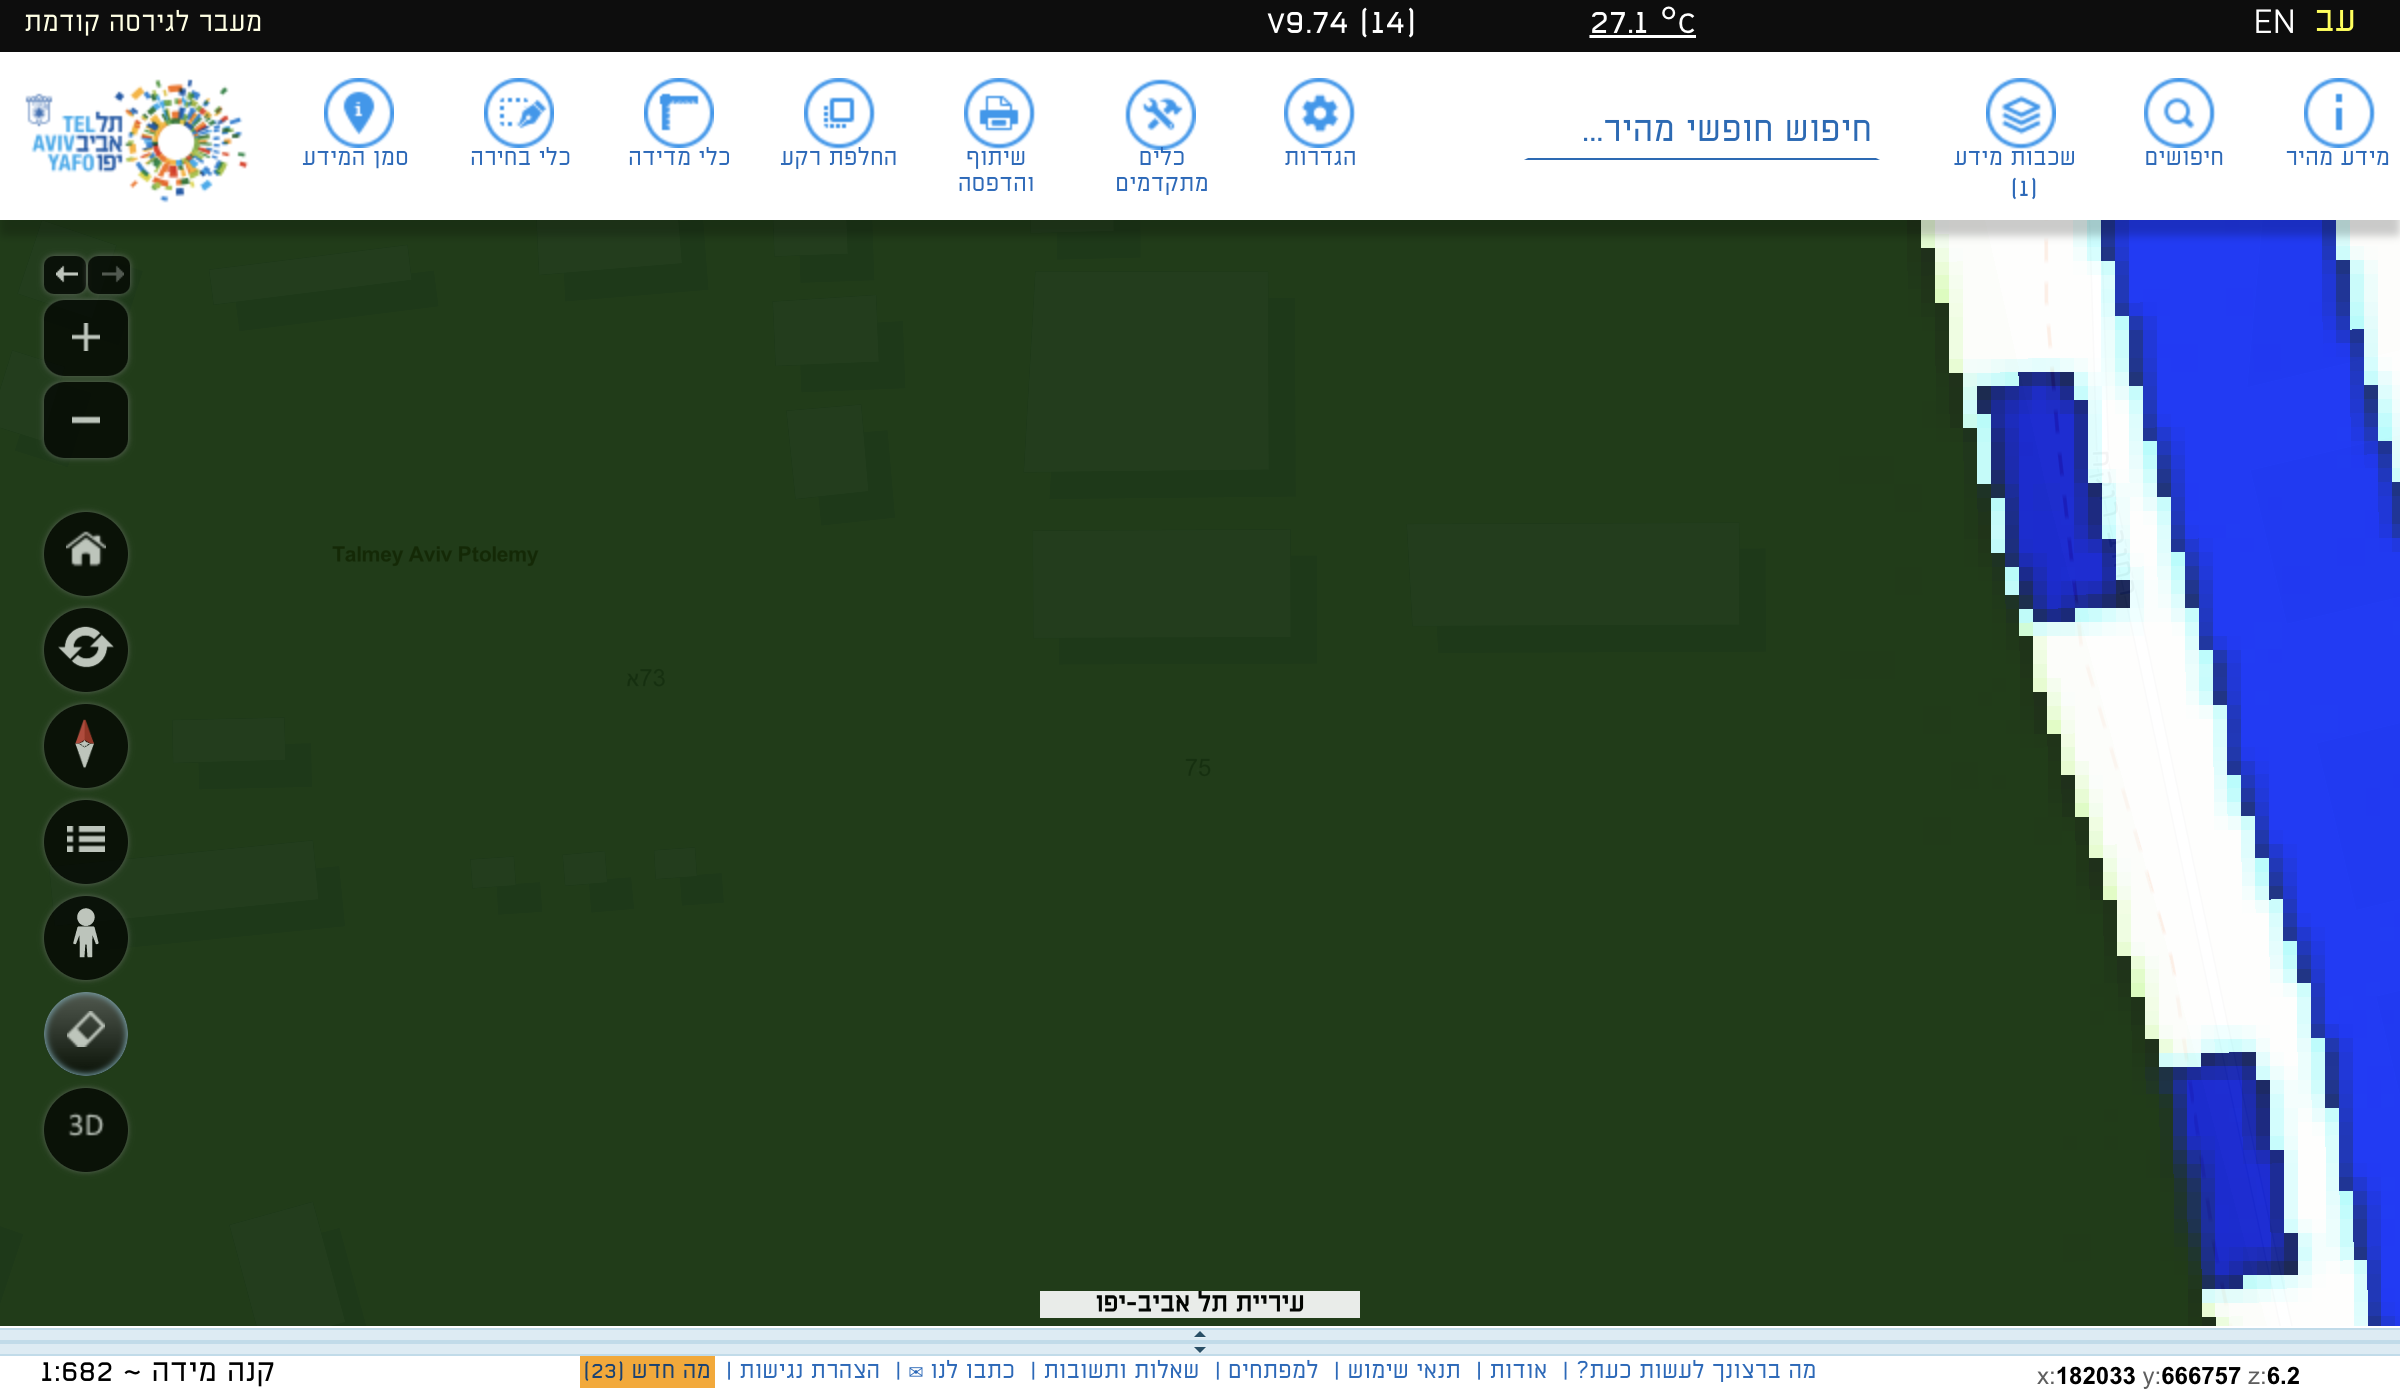 מעבר לגירסה קודמת
V9.74 (14)
27.1 °C
EN עב
TEL AVIV YAFO
תל אביב יפו
סמן המידע
כלי בחירה
כלי מדידה
החלפת רקע
שיתוף והדפסה
כלים מתקדמים
הגדרות
חיפוש חופשי מהיר...
שכבות מידע (1)
חיפושים
מידע מהיר
Talmey Aviv Ptolemy
73א
75
3D
עיריית תל אביב-יפו
קנה מידה ~ 1:682
מה ברצונך לעשות כעת? | אודות | תנאי שימוש | למפתחים | שאלות ותשובות | כתבו לנו ✉ | הצהרת נגישות | מה חדש (23)
x:182033 y:666757 z:6.2